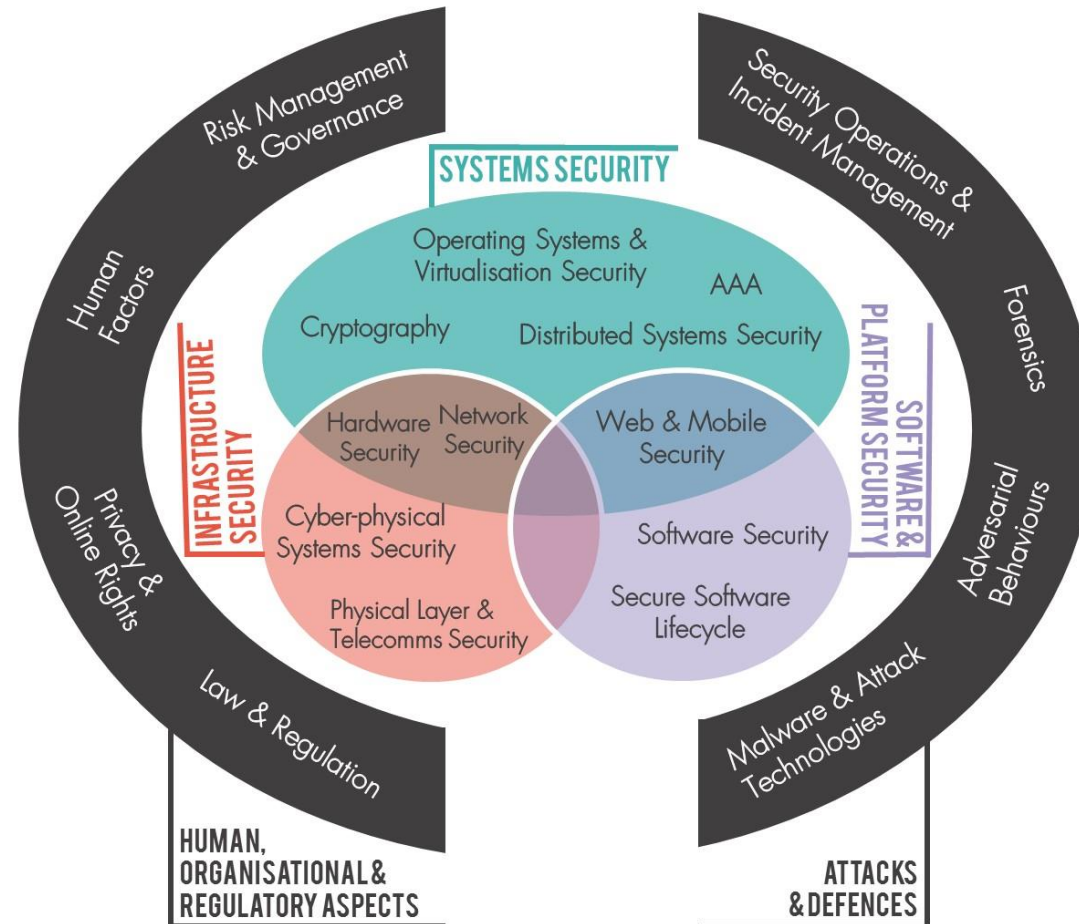 Risk Management
& Governance
Human
Factors
Privacy &
Online Rights
Law & Regulation
HUMAN,
ORGANISATIONAL &
REGULATORY ASPECTS
SYSTEMS SECURITY
Operating Systems &
Virtualisation Security
AAA
Cryptography
Distributed Systems Security
INFRASTRUCTURE
SECURITY
Hardware
Security
Network
Security
Cyber-physical
Systems Security
Physical Layer &
Telecomms Security
Web & Mobile
Security
Software Security
Secure Software
Lifecycle
SOFTWARE &
PLATFORM SECURITY
Security Operations &
Incident Management
Forensics
Adversarial
Behaviours
Malware & Attack
Technologies
ATTACKS
& DEFENCES